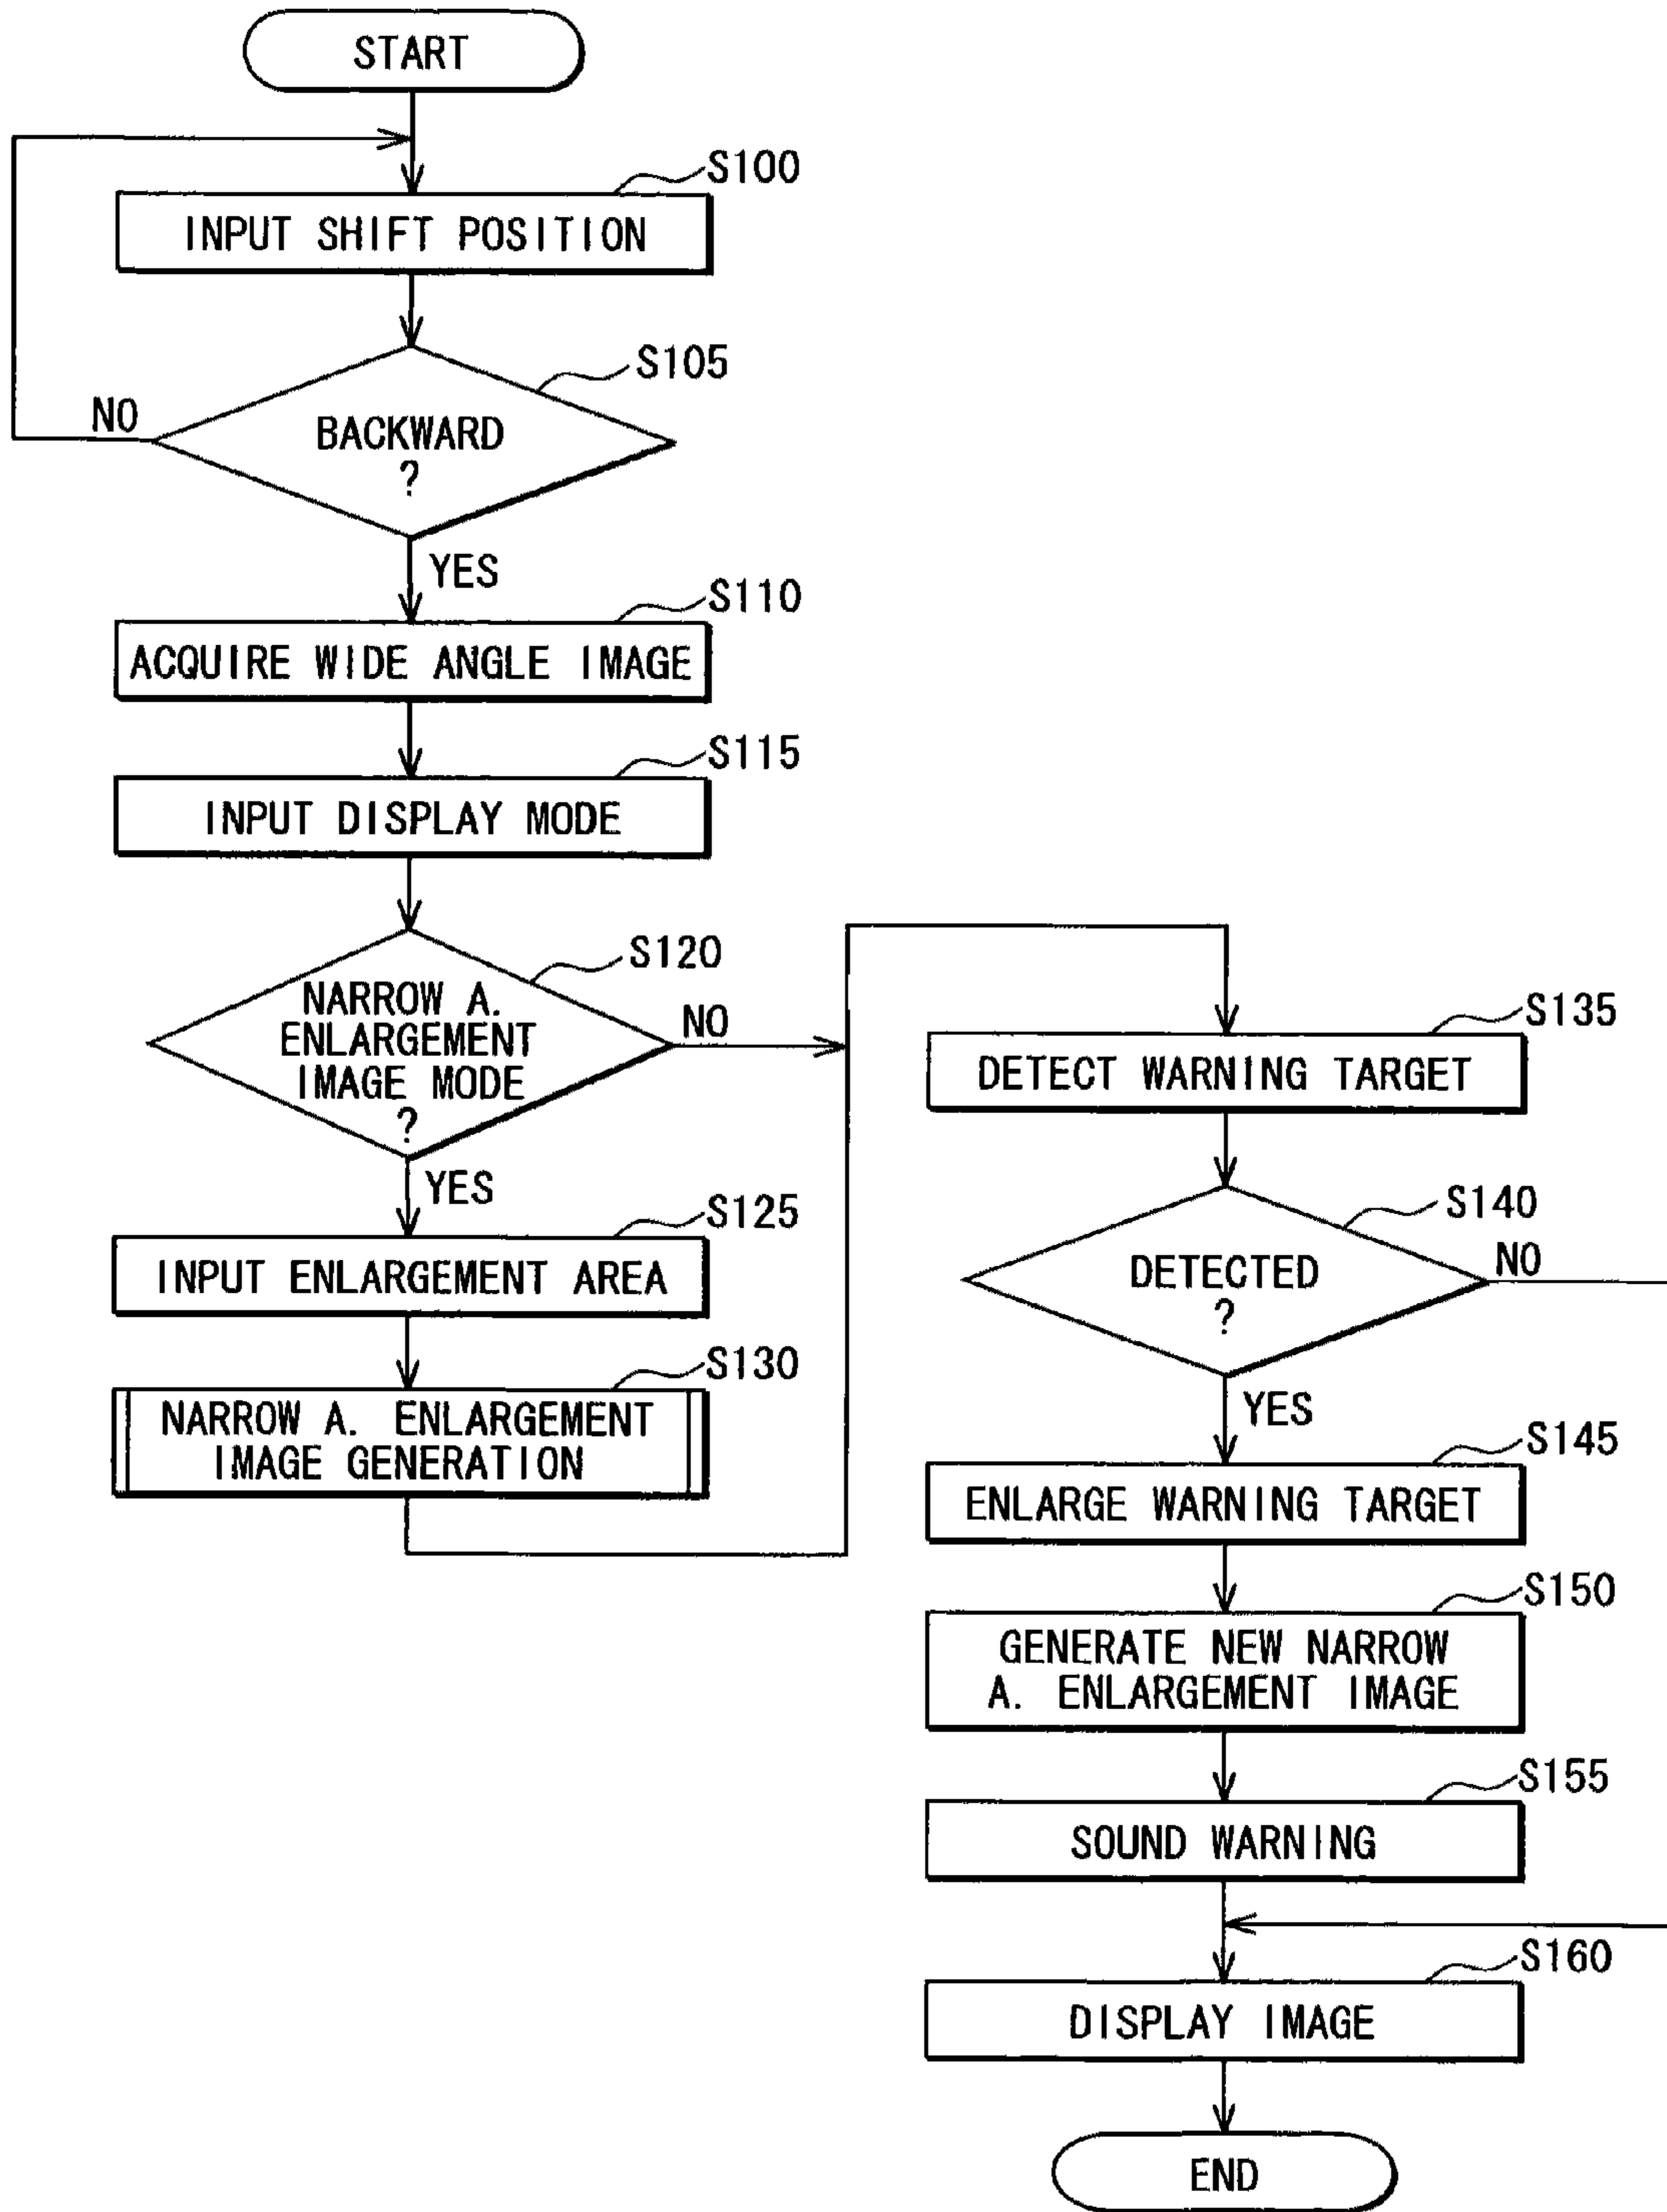 START
S100
INPUT SHIFT POSITION
S105
BACKWARD
?
NO
YES
S110
ACQUIRE WIDE ANGLE IMAGE
S115
INPUT DISPLAY MODE
S120
NARROW A.
ENLARGEMENT
IMAGE MODE
?
NO
YES
S125
INPUT ENLARGEMENT AREA
S130
NARROW A. ENLARGEMENT
IMAGE GENERATION
S135
DETECT WARNING TARGET
S140
DETECTED
?
NO
YES
S145
ENLARGE WARNING TARGET
S150
GENERATE NEW NARROW
A. ENLARGEMENT IMAGE
S155
SOUND WARNING
S160
DISPLAY IMAGE
END